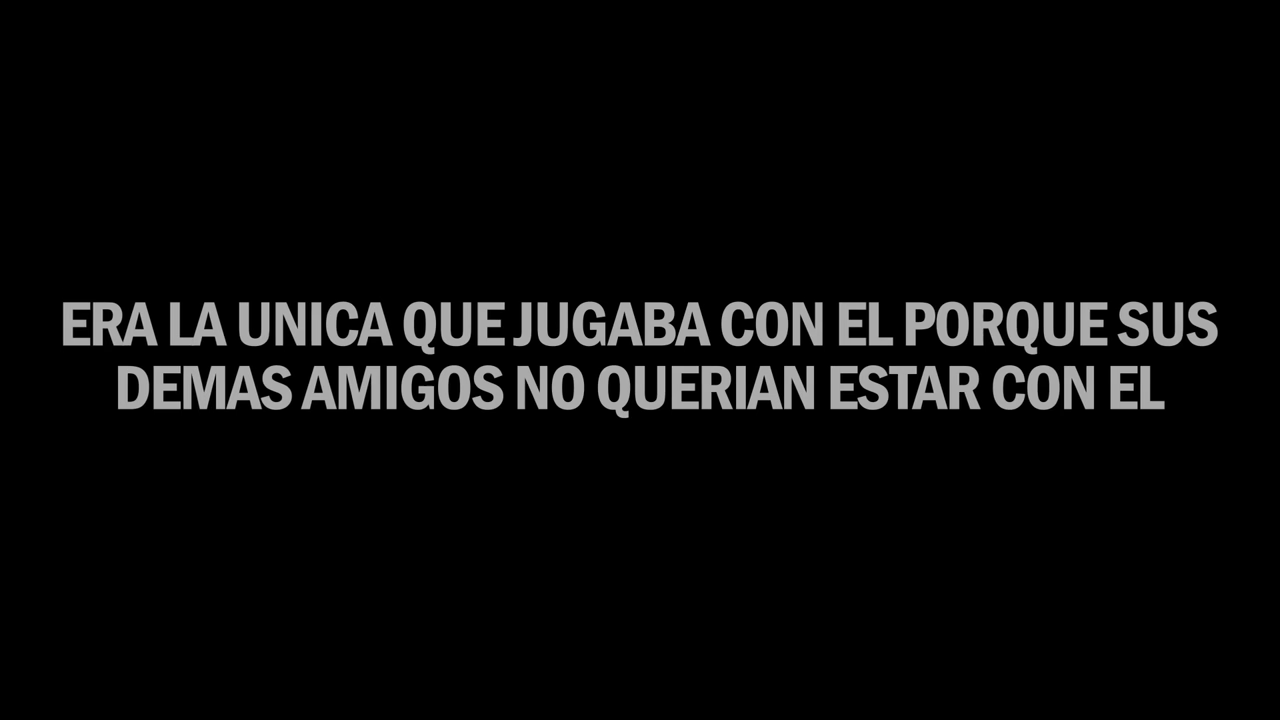 ERA LA UNICA QUE JUGABA CON EL PORQUE SUS
DEMAS AMIGOS NO QUERIAN ESTAR CON EL